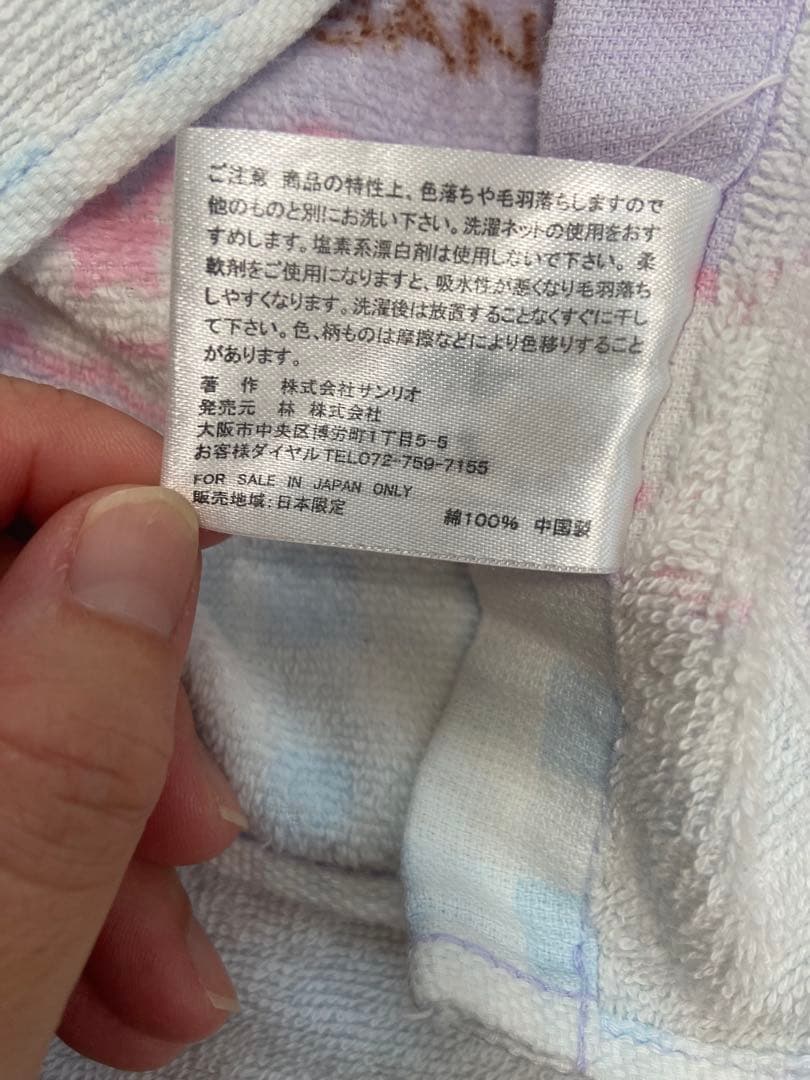 GAN
ご注意 商品の特性上、色落ちや毛羽落ちしますので
他のものと別にお洗い下さい。洗濯ネットの使用をおす
すめします。塩素系漂白剤は使用しないで下さい。柔
軟剤をご使用になりますと、吸水性が悪くなり毛羽落ち
しやすくなります。洗濯後は放置することなくすぐに干し
て下さい。色、柄ものは摩擦などにより色移りすること
があります。
著 作 株式会社サンリオ
発売元 林 株式会社
大阪市中央区博労町1丁目5-5
お客様ダイヤルTEL072-759-7155
FOR SALE IN JAPAN ONLY
販売地域:日本限定
綿100% 中国製